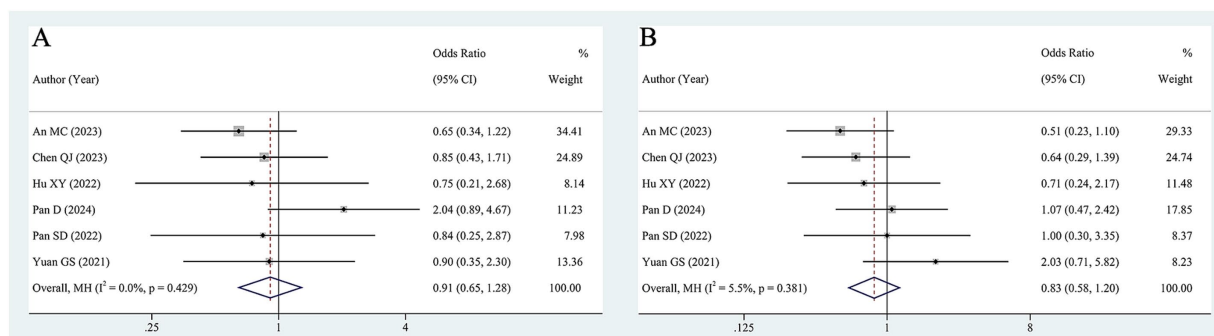 A
Odds Ratio %
Author (Year) (95% CI) Weight
An MC (2023) 0.65 (0.34, 1.22) 34.41
Chen QJ (2023) 0.85 (0.43, 1.71) 24.89
Hu XY (2022) 0.75 (0.21, 2.68) 8.14
Pan D (2024) 2.04 (0.89, 4.67) 11.23
Pan SD (2022) 0.84 (0.25, 2.87) 7.98
Yuan GS (2021) 0.90 (0.35, 2.30) 13.36
Overall, MH (I² = 0.0%, p = 0.429) 0.91 (0.65, 1.28) 100.00
.25 1 4
B
Odds Ratio %
Author (Year) (95% CI) Weight
An MC (2023) 0.51 (0.23, 1.10) 29.33
Chen QJ (2023) 0.64 (0.29, 1.39) 24.74
Hu XY (2022) 0.71 (0.24, 2.17) 11.48
Pan D (2024) 1.07 (0.47, 2.42) 17.85
Pan SD (2022) 1.00 (0.30, 3.35) 8.37
Yuan GS (2021) 2.03 (0.71, 5.82) 8.23
Overall, MH (I² = 5.5%, p = 0.381) 0.83 (0.58, 1.20) 100.00
.125 1 8